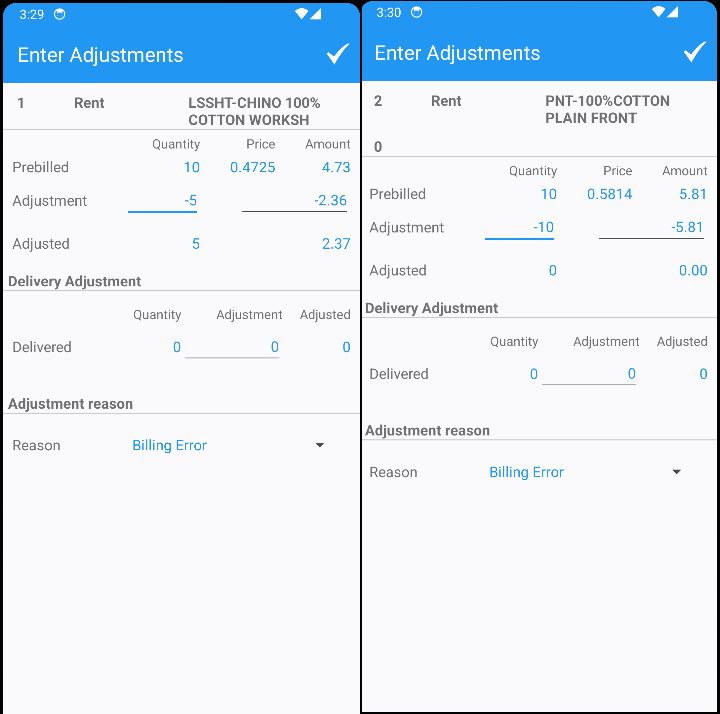 3:29
Enter Adjustments
1 Rent LSSHT-CHINO 100%
COTTON WORKSH
Quantity Price Amount
Prebilled 10 0.4725 4.73
Adjustment -5 -2.36
Adjusted 5 2.37
Delivery Adjustment
Quantity Adjustment Adjusted
Delivered 0 0 0
Adjustment reason
Reason Billing Error
3:30
Enter Adjustments
2 Rent PNT-100%COTTON
PLAIN FRONT
0
Quantity Price Amount
Prebilled 10 0.5814 5.81
Adjustment -10 -5.81
Adjusted 0 0.00
Delivery Adjustment
Quantity Adjustment Adjusted
Delivered 0 0 0
Adjustment reason
Reason Billing Error